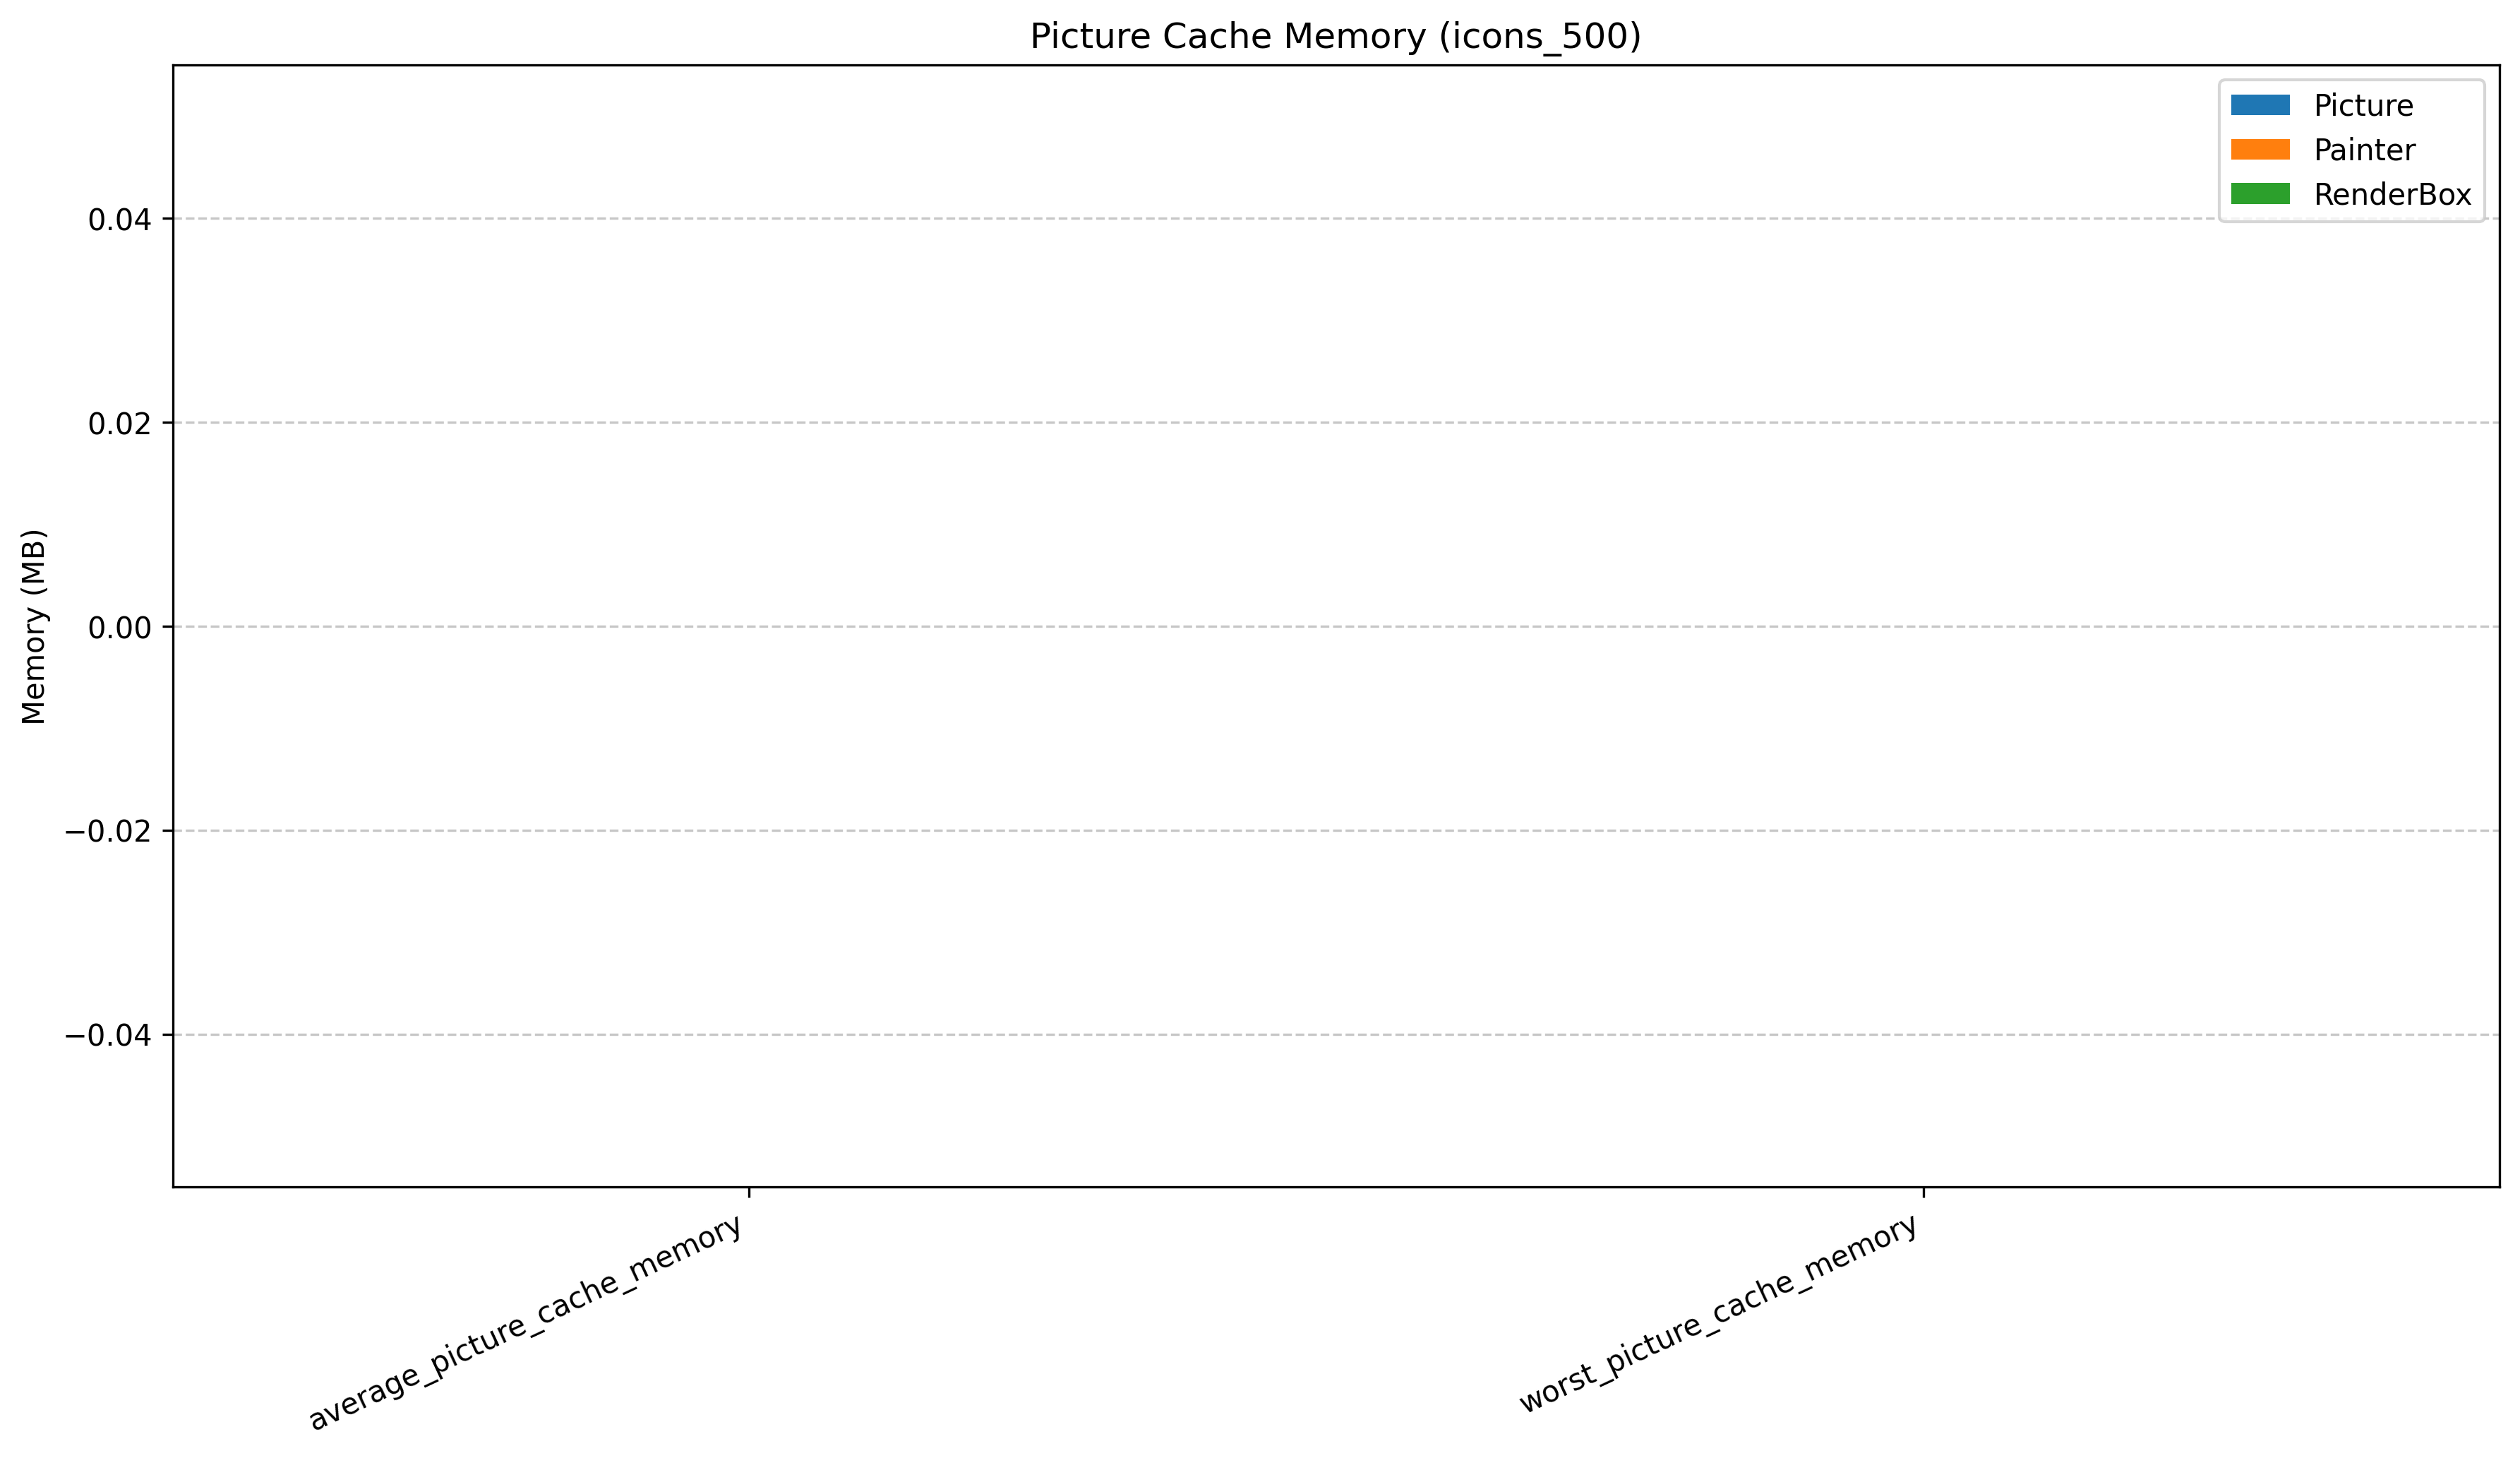 Picture Cache Memory (icons_500)
Picture
Painter
RenderBox
Memory (MB)
0.04
0.02
0.00
−0.02
−0.04
average_picture_cache_memory
worst_picture_cache_memory